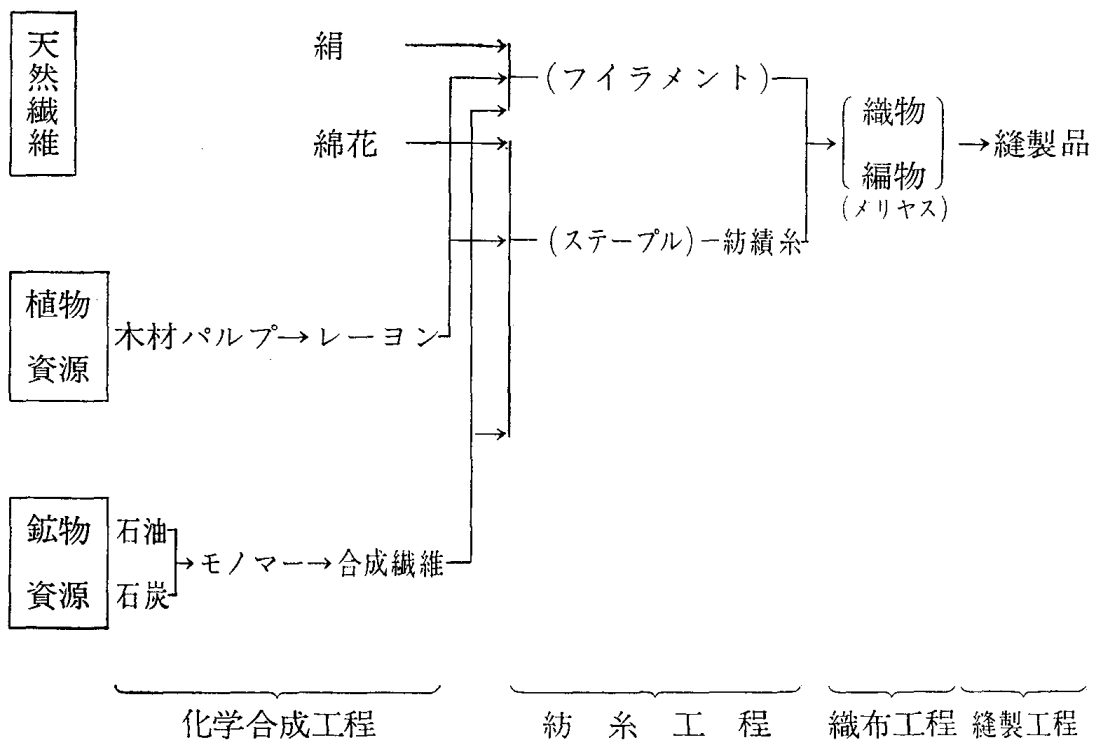 天然繊維
絹
(フイラメント)
織物
綿花
縫製品
編物
(メリヤス)
(ステープル)
紡績糸
植物
資源
木材パルプ
レーヨン
鉱物
資源
石油
石炭
モノマー
合成繊維
化学合成工程
紡糸工程
織布工程
縫製工程